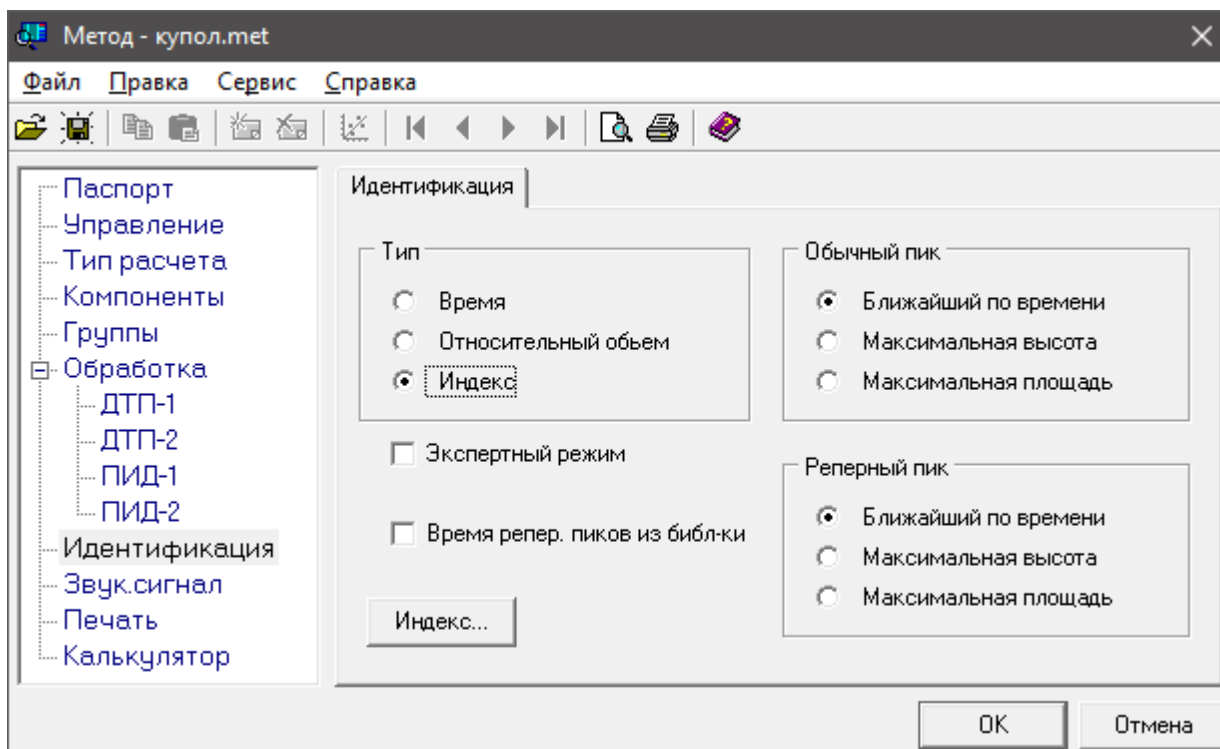 Метод - купол.met
Файл Правка Сервис Справка
Паспорт
Управление
Тип расчета
Компоненты
Группы
Обработка
ДТП-1
ДТП-2
ПИД-1
ПИД-2
Идентификация
Звук.сигнал
Печать
Калькулятор
Идентификация
Тип
Время
Относительный обьем
Индекс
Экспертный режим
Время репер. пиков из библ-ки
Индекс...
Обычный пик
Ближайший по времени
Максимальная высота
Максимальная площадь
Реперный пик
Ближайший по времени
Максимальная высота
Максимальная площадь
OK Отмена